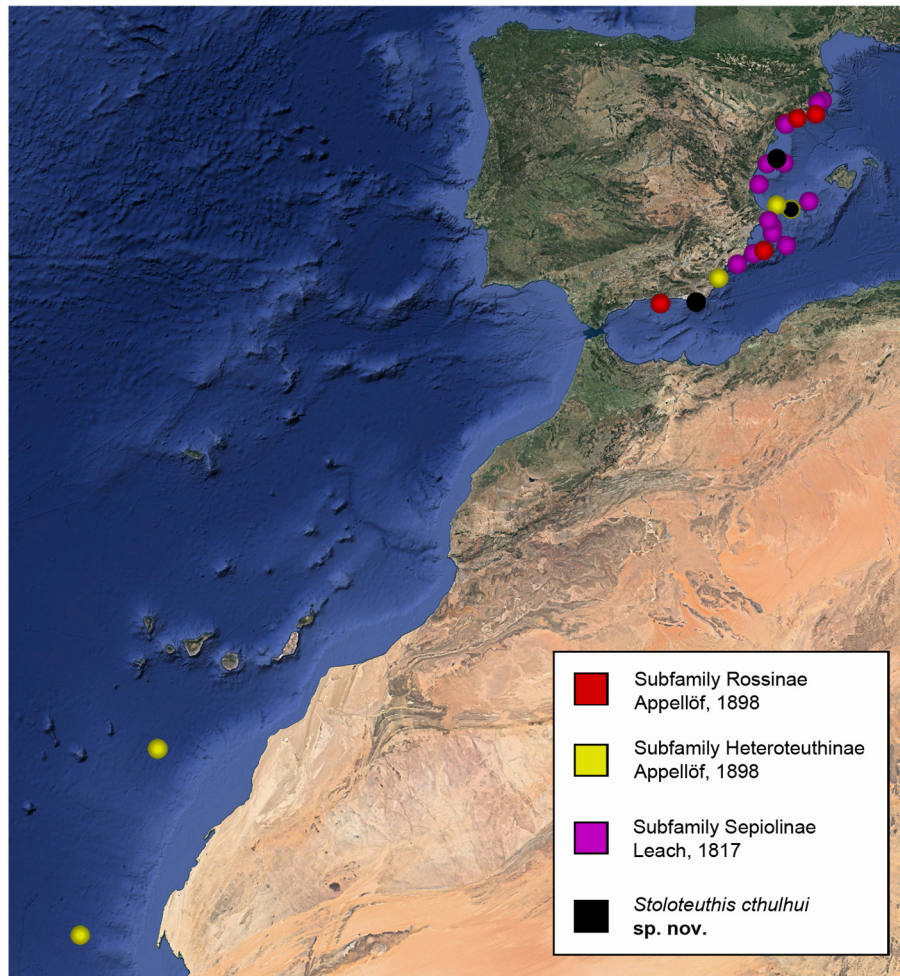 Subfamily Rossinae
Appellöf, 1898
Subfamily Heteroteuthinae
Appellöf, 1898
Subfamily Sepiolinae
Leach, 1817
Stoloteuthis cthulhui
sp. nov.